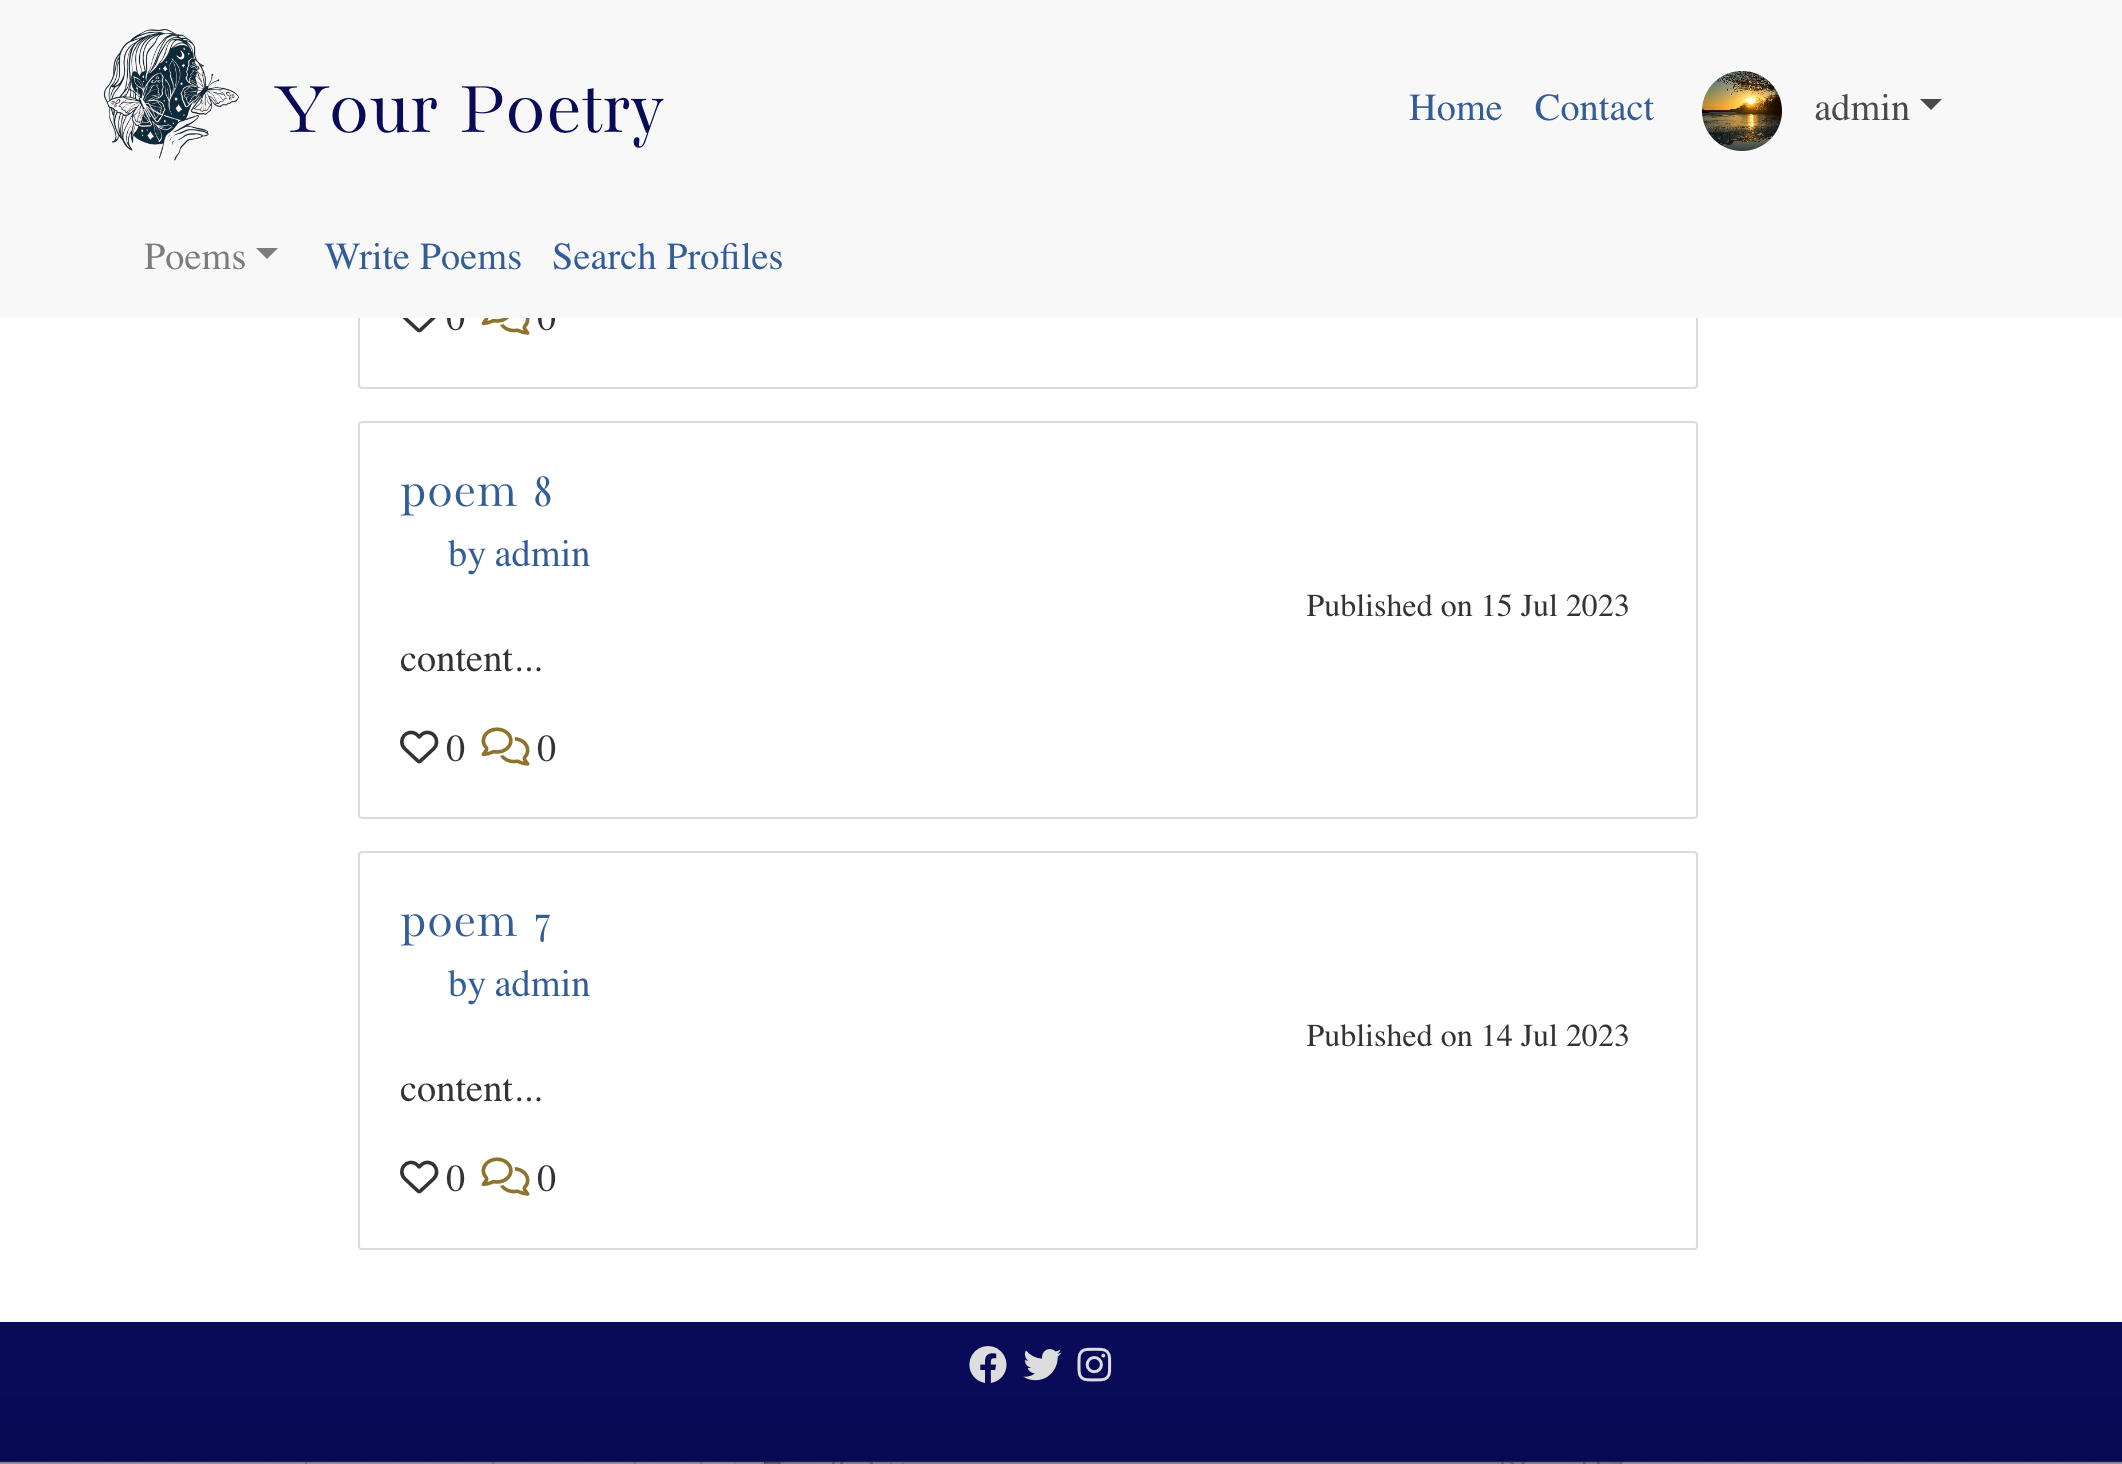 Your Poetry
Home Contact admin
Poems Write Poems Search Profiles
0 0
poem 8
by admin
Published on 15 Jul 2023
content...
0 0
poem 7
by admin
Published on 14 Jul 2023
content...
0 0